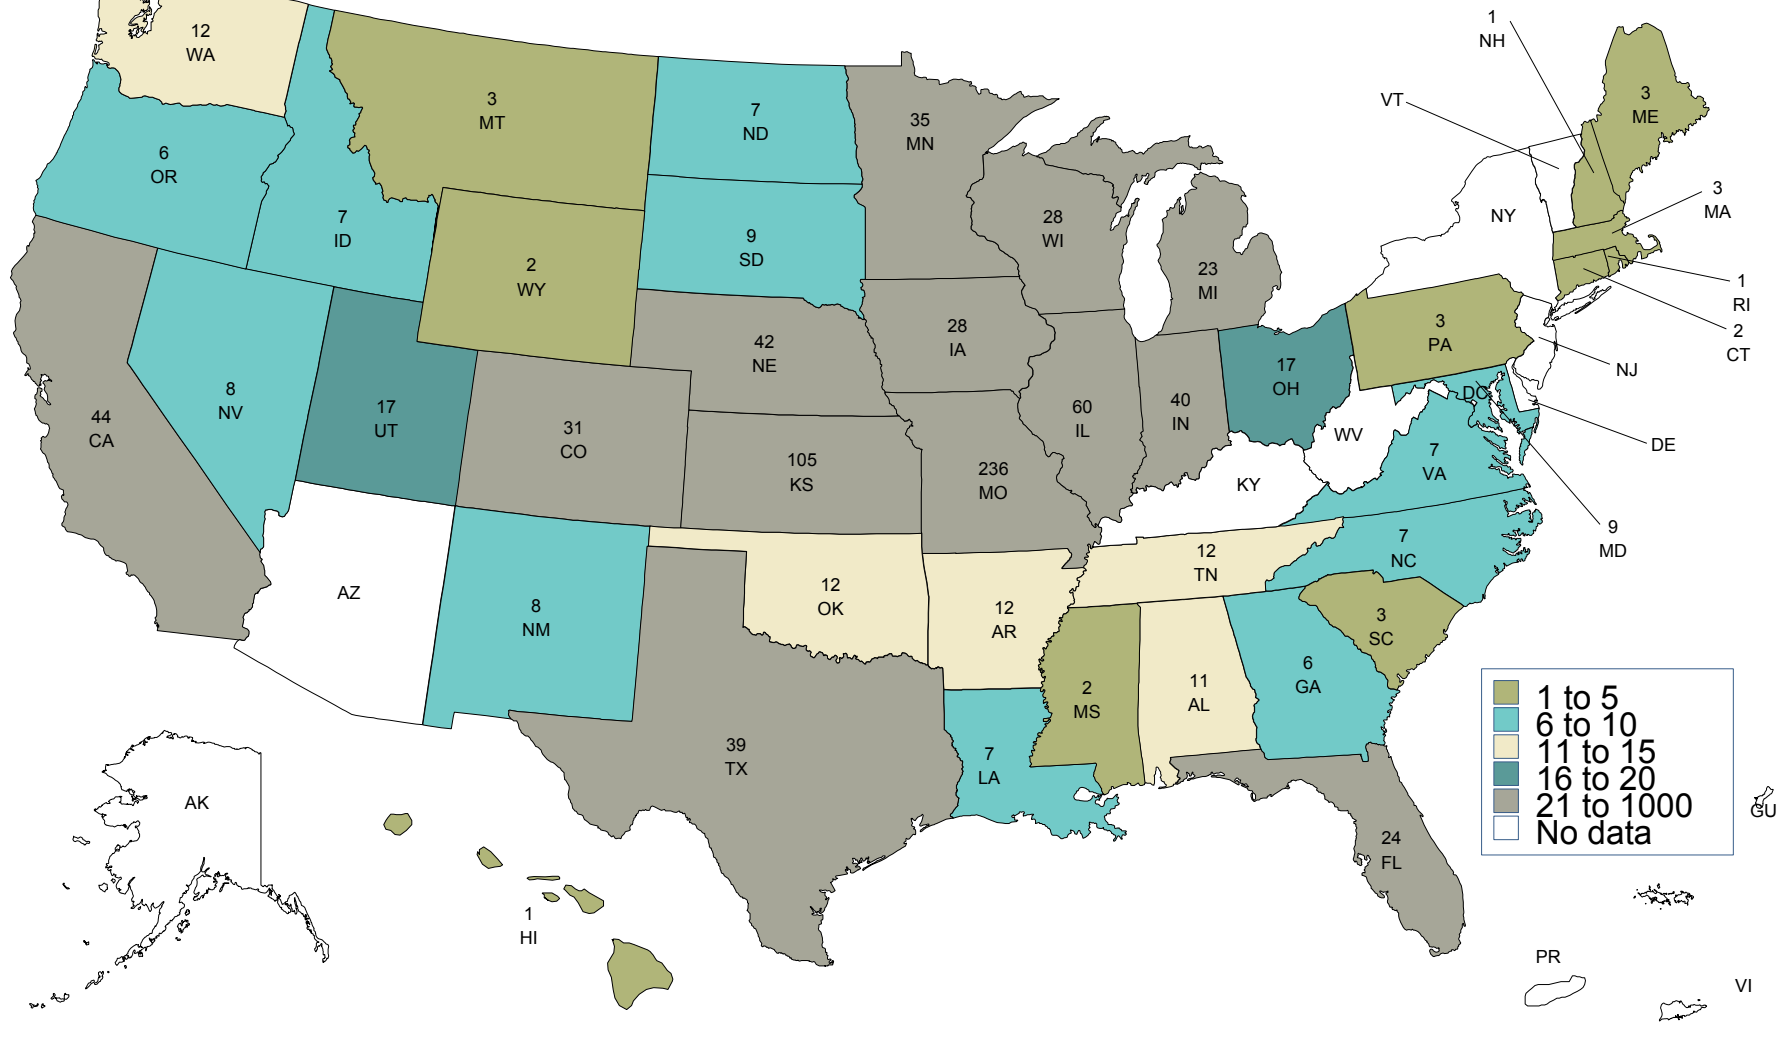 12
WA
3
MT
7
ND
35
MN
1
NH
VT
3
ME
6
OR
7
ID
9
SD
28
WI
NY
3
MA
2
WY
23
MI
1
RI
42
NE
28
IA
3
PA
2
CT
NJ
8
NV
17
UT
17
OH
DC
44
CA
31
CO
60
IL
40
IN
WV
DE
105
KS
236
MO
KY
7
VA
9
MD
AZ
12
OK
12
AR
12
TN
7
NC
8
NM
3
SC
6
GA
2
MS
11
AL
39
TX
7
LA
1 to 5
6 to 10
11 to 15
16 to 20
21 to 1000
No data
AK
GU
24
FL
1
HI
PR
VI